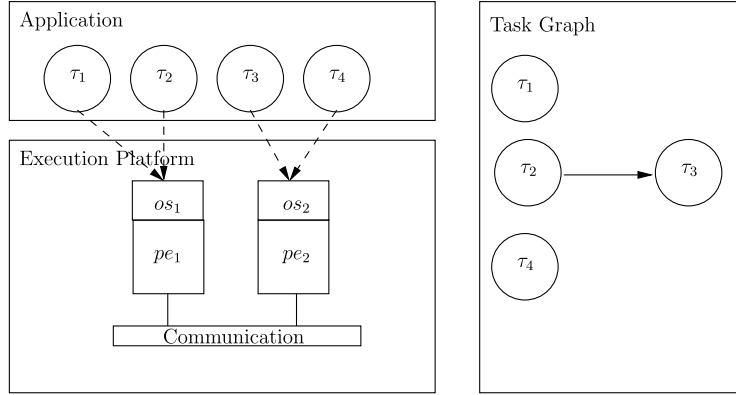 Application
τ1 τ2 τ3 τ4
Execution Platform
os1 os2
pe1 pe2
Communication
Task Graph
τ1
τ2 τ3
τ4